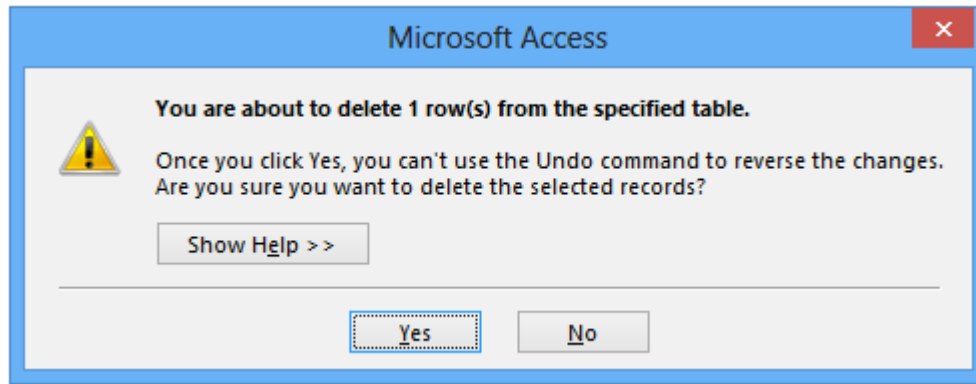 Microsoft Access
You are about to delete 1 row(s) from the specified table.
Once you click Yes, you can't use the Undo command to reverse the changes.
Are you sure you want to delete the selected records?
Show Help >>
Yes
No